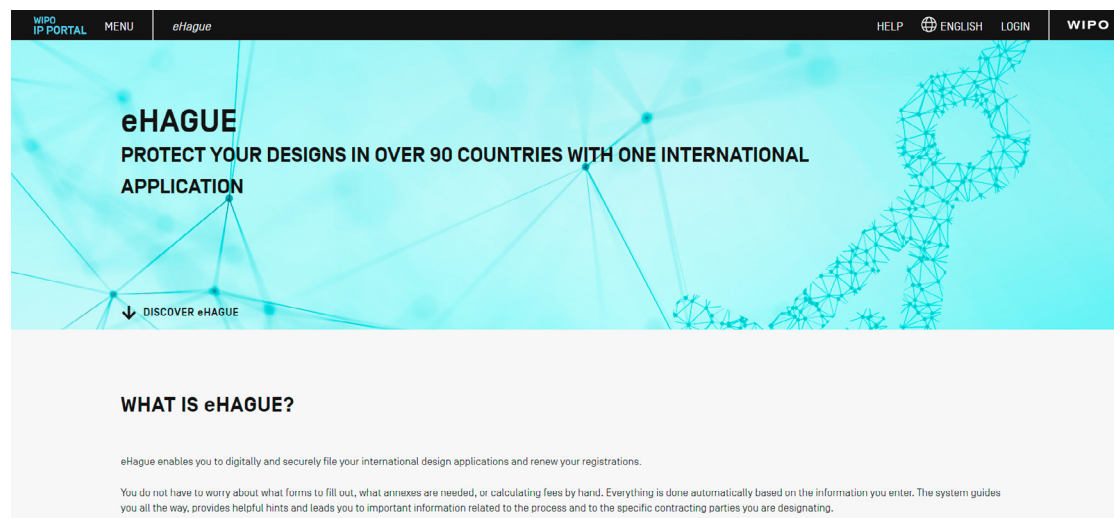 WIPO
IP PORTAL MENU eHague HELP ENGLISH LOGIN WIPO
eHAGUE
PROTECT YOUR DESIGNS IN OVER 90 COUNTRIES WITH ONE INTERNATIONAL
APPLICATION
DISCOVER eHAGUE
WHAT IS eHAGUE?
eHague enables you to digitally and securely file your international design applications and renew your registrations.
You do not have to worry about what forms to fill out, what annexes are needed, or calculating fees by hand. Everything is done automatically based on the information you enter. The system guides
you all the way, provides helpful hints and leads you to important information related to the process and to the specific contracting parties you are designating.